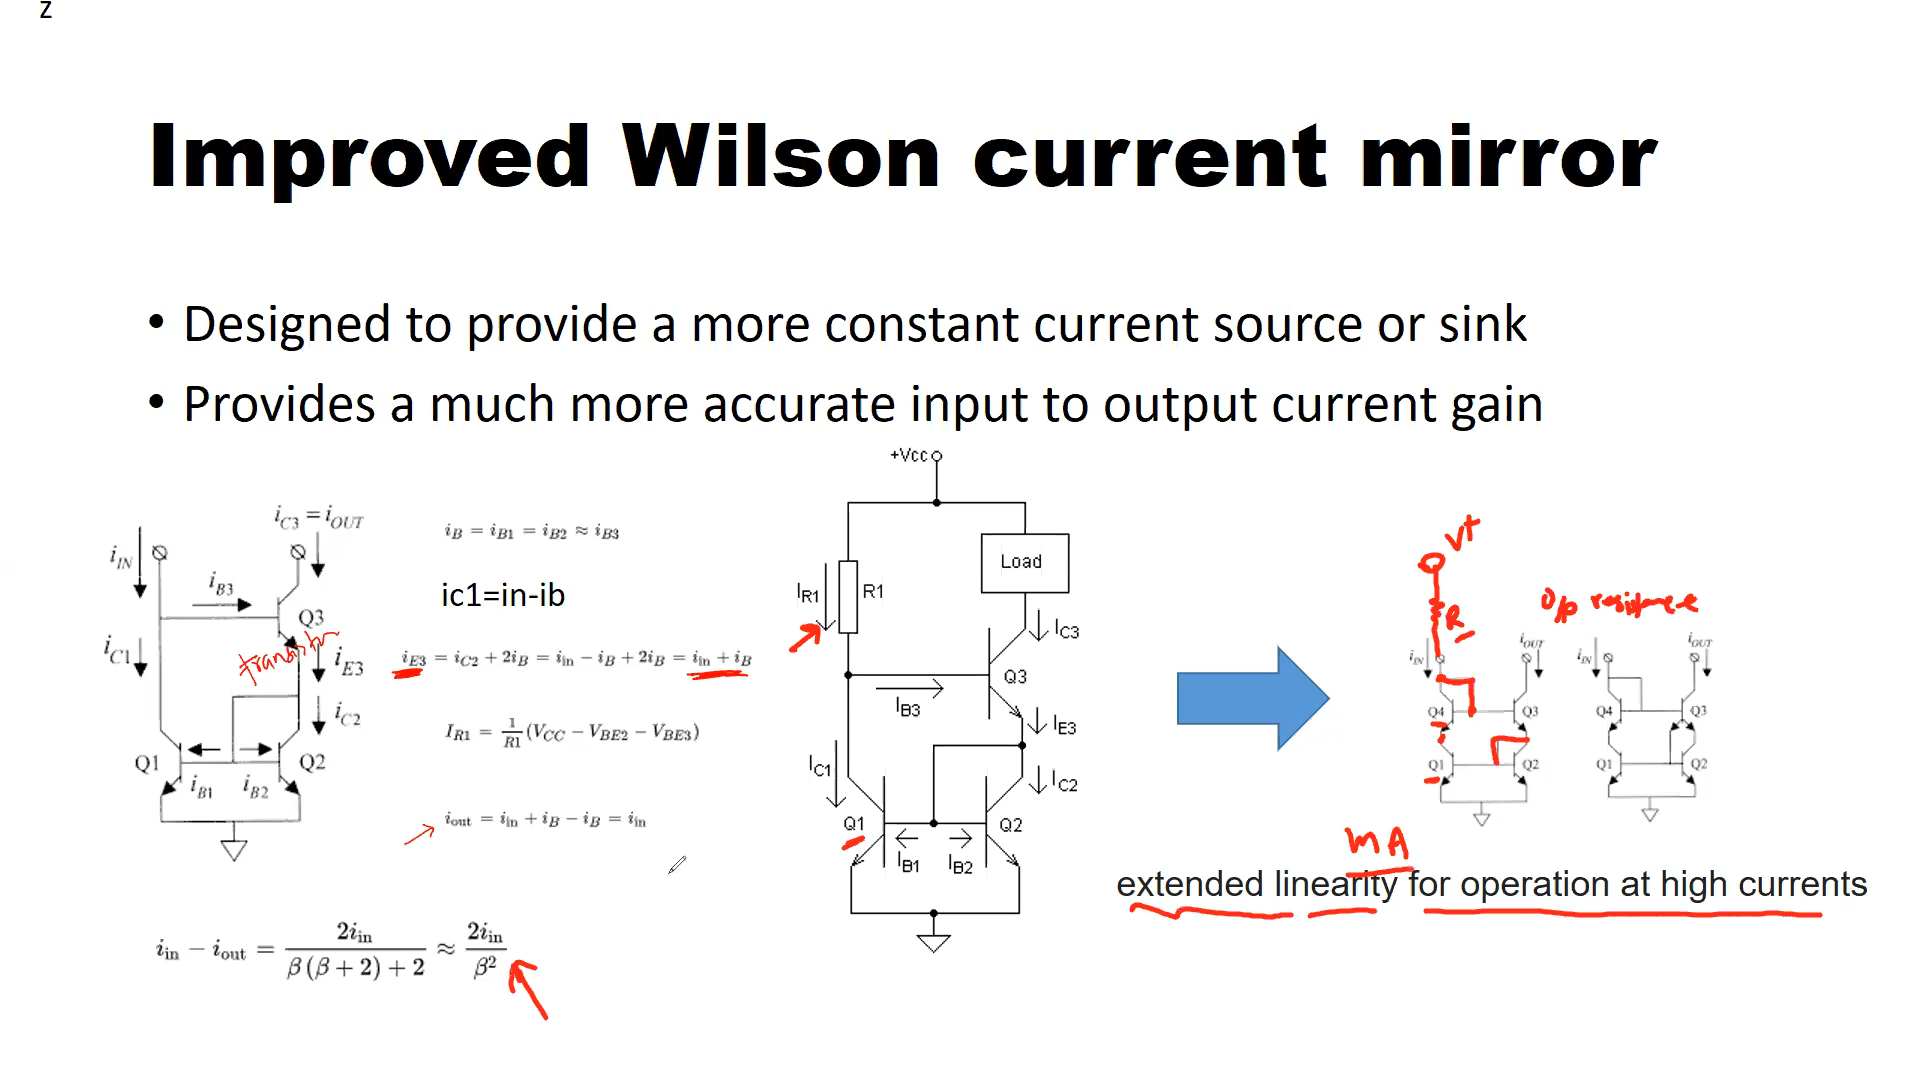 z
Improved Wilson current mirror
• Designed to provide a more constant current source or sink
• Provides a much more accurate input to output current gain
i_C3 = i_OUT
i_IN
i_B3
Q3
transistor
i_C1
i_E3
i_C2
Q1
Q2
i_B1
i_B2
i_B = i_B1 = i_B2 ≈ i_B3
ic1=in-ib
i_E3 = i_C2 + 2i_B = i_in − i_B + 2i_B = i_in + i_B
I_R1 = 1/R1 (V_CC − V_BE2 − V_BE3)
i_out = i_in + i_B − i_B = i_in
i_in − i_out = 2i_in / β(β + 2) + 2 ≈ 2i_in / β²
+Vcc
Load
I_R1
R1
I_C3
Q3
I_B3
I_E3
I_C1
I_C2
Q1
Q2
I_B1
I_B2
V+
R
O/p resistance
i_IN
i_OUT
Q4
Q3
Q1
Q2
i_IN
i_OUT
Q4
Q3
Q1
Q2
mA
extended linearity for operation at high currents